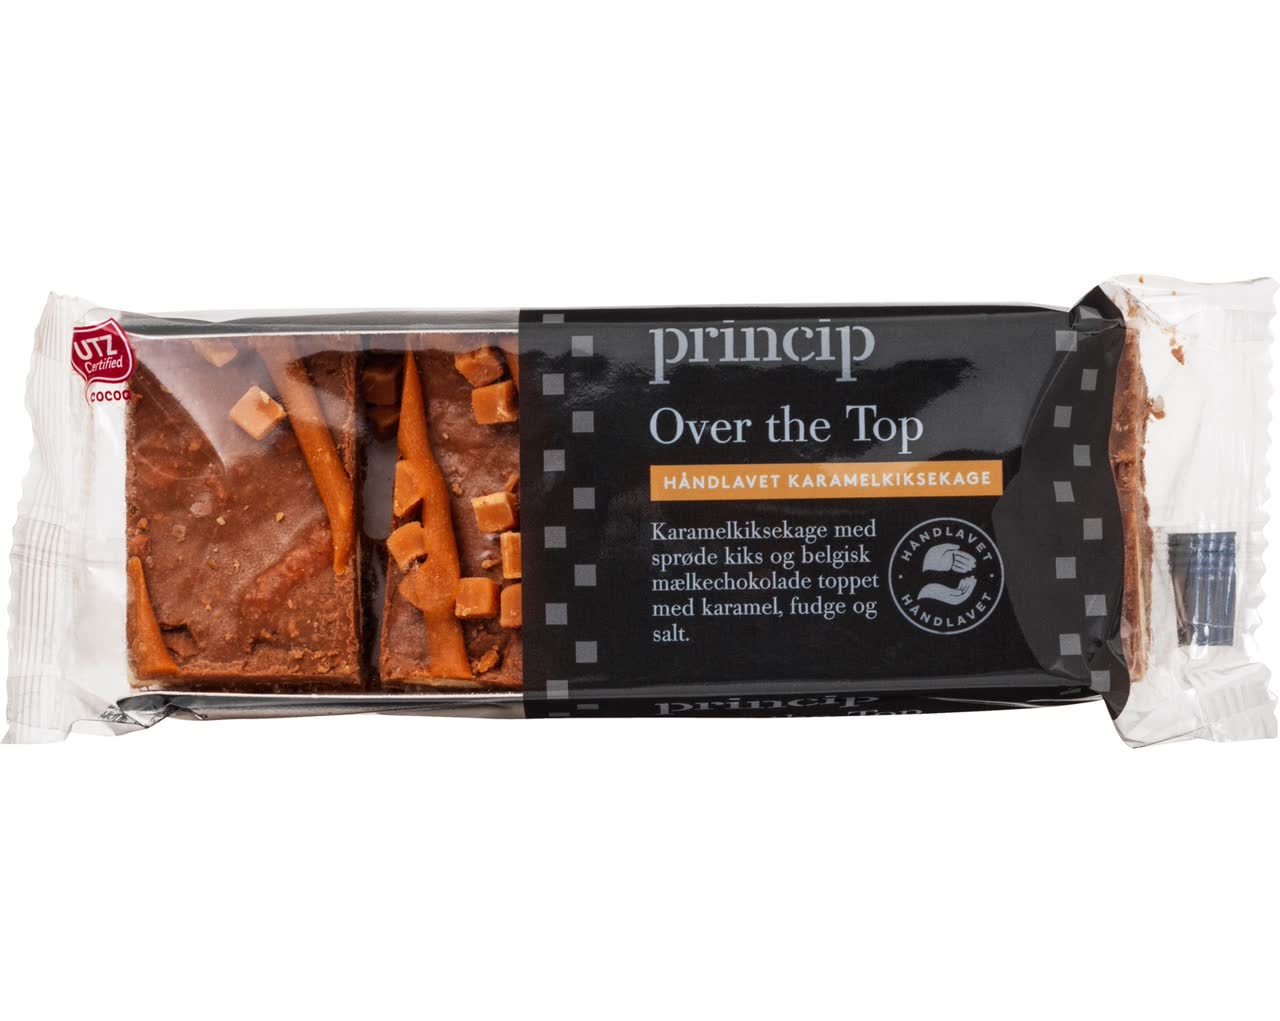 UTZ
Certified
cocoa
princip
Over the Top
HÅNDLAVET KARAMELKIKSEKAGE
Karamelkiksekage med
sprøde kiks og belgisk
mælkechokolade toppet
med karamel, fudge og
salt.
HÅNDLAVET
HÅNDLAVET
princip